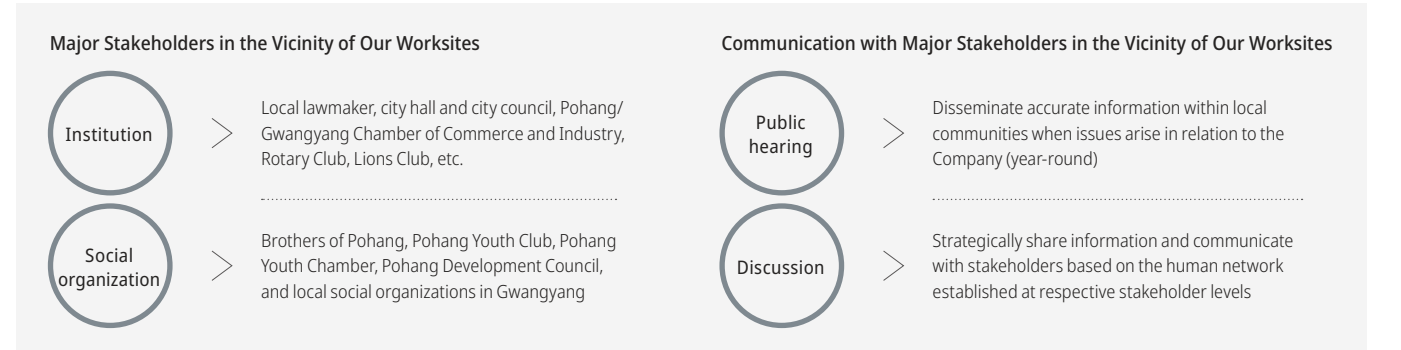 Major Stakeholders in the Vicinity of Our Worksites
Institution
Local lawmaker, city hall and city council, Pohang/
Gwangyang Chamber of Commerce and Industry,
Rotary Club, Lions Club, etc.
Social
organization
Brothers of Pohang, Pohang Youth Club, Pohang
Youth Chamber, Pohang Development Council,
and local social organizations in Gwangyang
Communication with Major Stakeholders in the Vicinity of Our Worksites
Public
hearing
Disseminate accurate information within local
communities when issues arise in relation to the
Company (year-round)
Discussion
Strategically share information and communicate
with stakeholders based on the human network
established at respective stakeholder levels